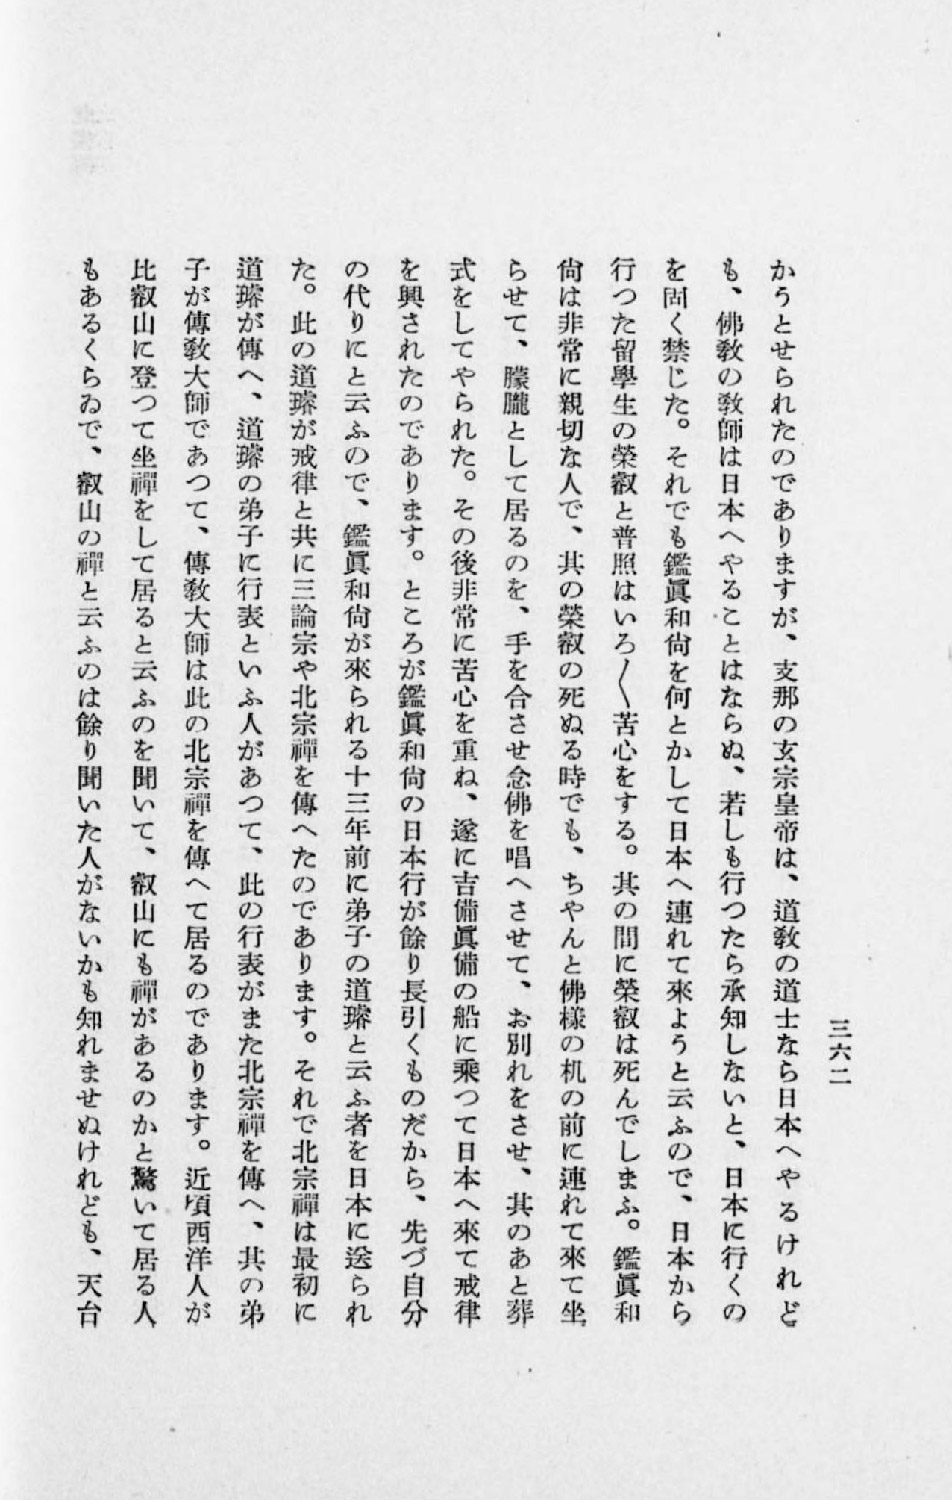 三六二
かうとせられたのでありますが、支那の玄宗皇帝は、道敎の道士なら日本へやるけれど
も、佛敎の敎師は日本へやることはならぬ、若しも行つたら承知しないと、日本に行くの
を固く禁じた。それでも鑑眞和尙を何とかして日本へ連れて來ようと云ふので、日本から
行つた留學生の榮叡と普照はいろ〱苦心をする。其の間に榮叡は死んでしまふ。鑑眞和
尙は非常に親切な人で、其の榮叡の死ぬる時でも、ちやんと佛樣の机の前に連れて來て坐
らせて、朦朧として居るのを、手を合させ念佛を唱へさせて、お別れをさせ、其のあと葬
式をしてやられた。その後非常に苦心を重ね、遂に吉備眞備の船に乘つて日本へ來て戒律
を興されたのであります。ところが鑑眞和尙の日本行が餘り長引くものだから、先づ自分
の代りにと云ふので、鑑眞和尙が來られる十三年前に弟子の道璿と云ふ者を日本に送られ
た。此の道璿が戒律と共に三論宗や北宗禪を傳へたのであります。それで北宗禪は最初に
道璿が傳へ、道璿の弟子に行表といふ人があつて、此の行表がまた北宗禪を傳へ、其の弟
子が傳敎大師であつて、傳敎大師は此の北宗禪を傳へて居るのであります。近頃西洋人が
比叡山に登つて坐禪をして居ると云ふのを聞いて、叡山にも禪があるのかと驚いて居る人
もあるくらゐで、叡山の禪と云ふのは餘り聞いた人がないかも知れませぬけれども、天台